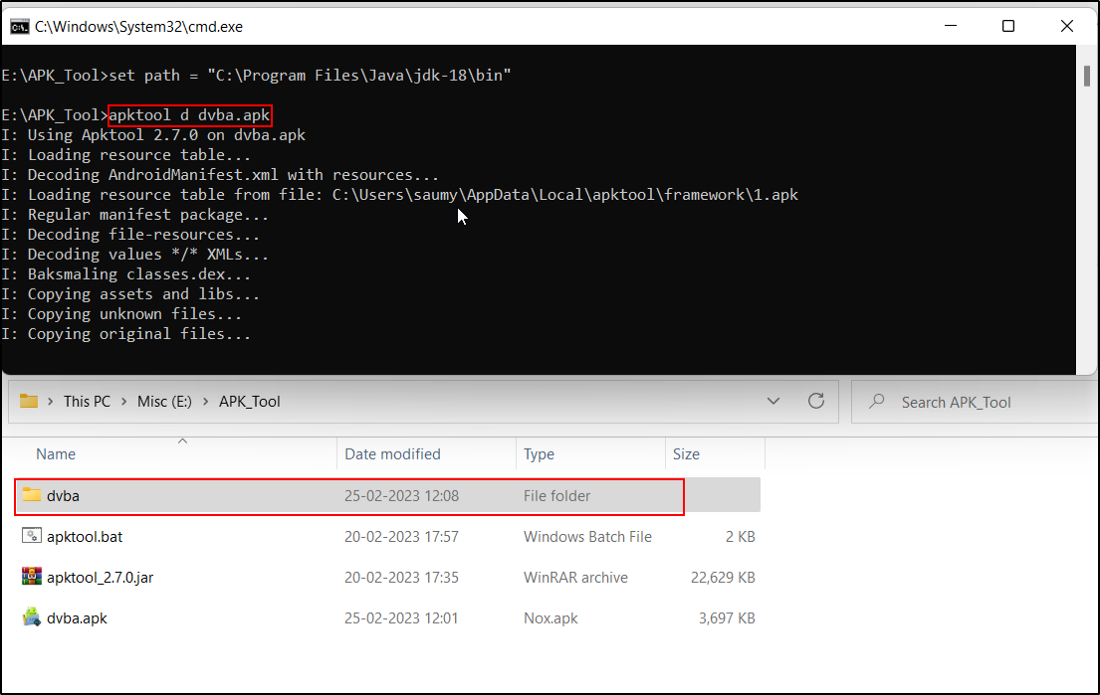 C:\Windows\System32\cmd.exe
E:\APK_Tool>set path = "C:\Program Files\Java\jdk-18\bin"
E:\APK_Tool>apktool d dvba.apk
I: Using Apktool 2.7.0 on dvba.apk
I: Loading resource table...
I: Decoding AndroidManifest.xml with resources...
I: Loading resource table from file: C:\Users\saumy\AppData\Local\apktool\framework\1.apk
I: Regular manifest package...
I: Decoding file-resources...
I: Decoding values */* XMLs...
I: Baksmaling classes.dex...
I: Copying assets and libs...
I: Copying unknown files...
I: Copying original files...
This PC > Misc (E:) > APK_Tool Search APK_Tool
Name Date modified Type Size
dvba 25-02-2023 12:08 File folder
apktool.bat 20-02-2023 17:57 Windows Batch File 2 KB
apktool_2.7.0.jar 20-02-2023 17:35 WinRAR archive 22,629 KB
dvba.apk 25-02-2023 12:01 Nox.apk 3,697 KB